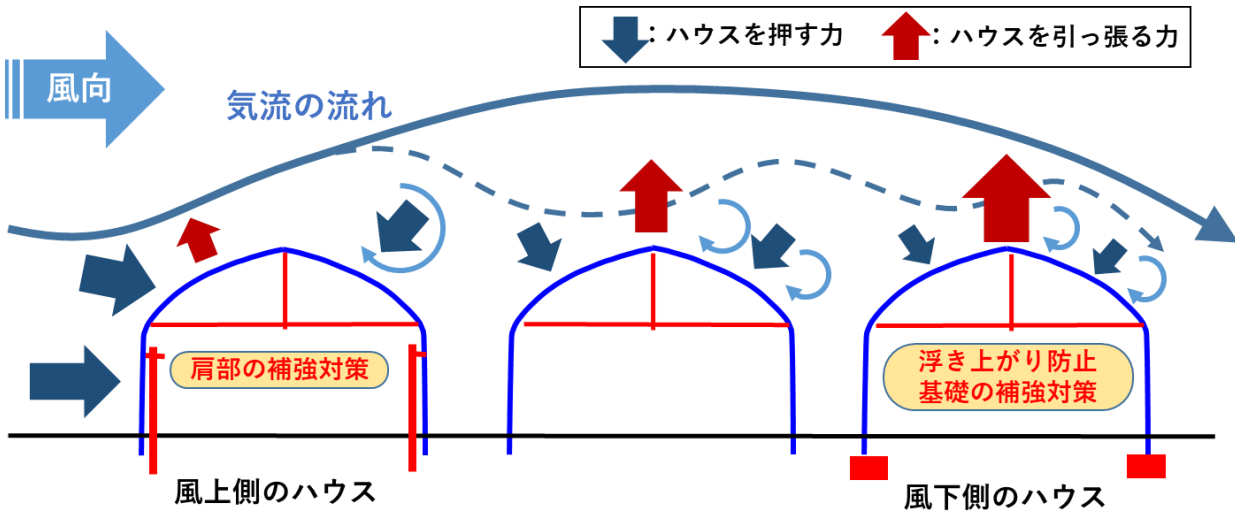 ：ハウスを押す力
：ハウスを引っ張る力
風向
気流の流れ
肩部の補強対策
浮き上がり防止
基礎の補強対策
風上側のハウス
風下側のハウス